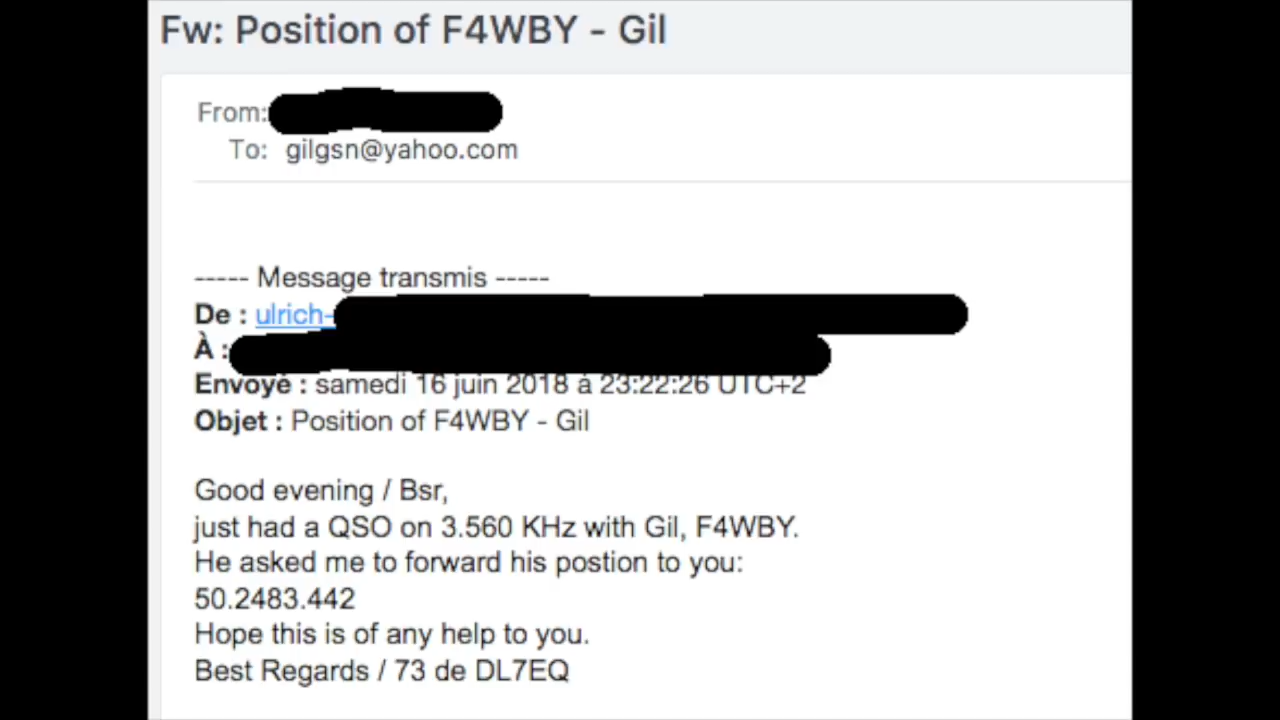 Fw: Position of F4WBY - Gil
From:
To: gilgsn@yahoo.com
----- Message transmis -----
De : ulrich-
À :
Envoyé : samedi 16 juin 2018 à 23:22:26 UTC+2
Objet : Position of F4WBY - Gil
Good evening / Bsr,
just had a QSO on 3.560 KHz with Gil, F4WBY.
He asked me to forward his postion to you:
50.2483.442
Hope this is of any help to you.
Best Regards / 73 de DL7EQ